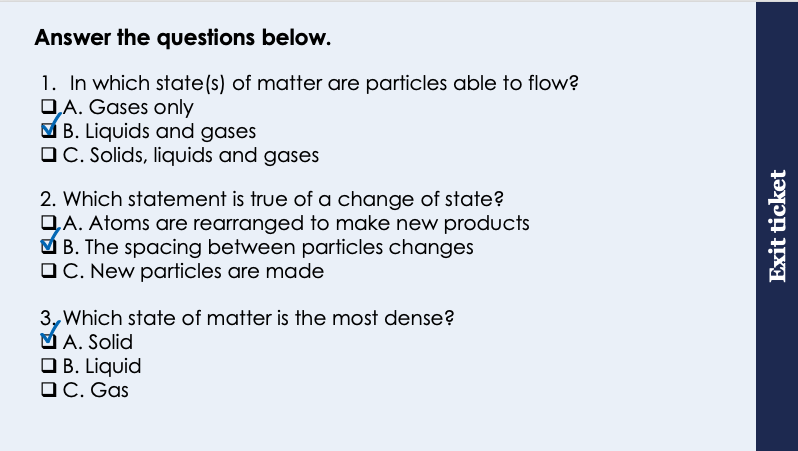 Answer the questions below.
1. In which state(s) of matter are particles able to flow?
A. Gases only
B. Liquids and gases
C. Solids, liquids and gases
2. Which statement is true of a change of state?
A. Atoms are rearranged to make new products
B. The spacing between particles changes
C. New particles are made
3. Which state of matter is the most dense?
A. Solid
B. Liquid
C. Gas
Exit ticket